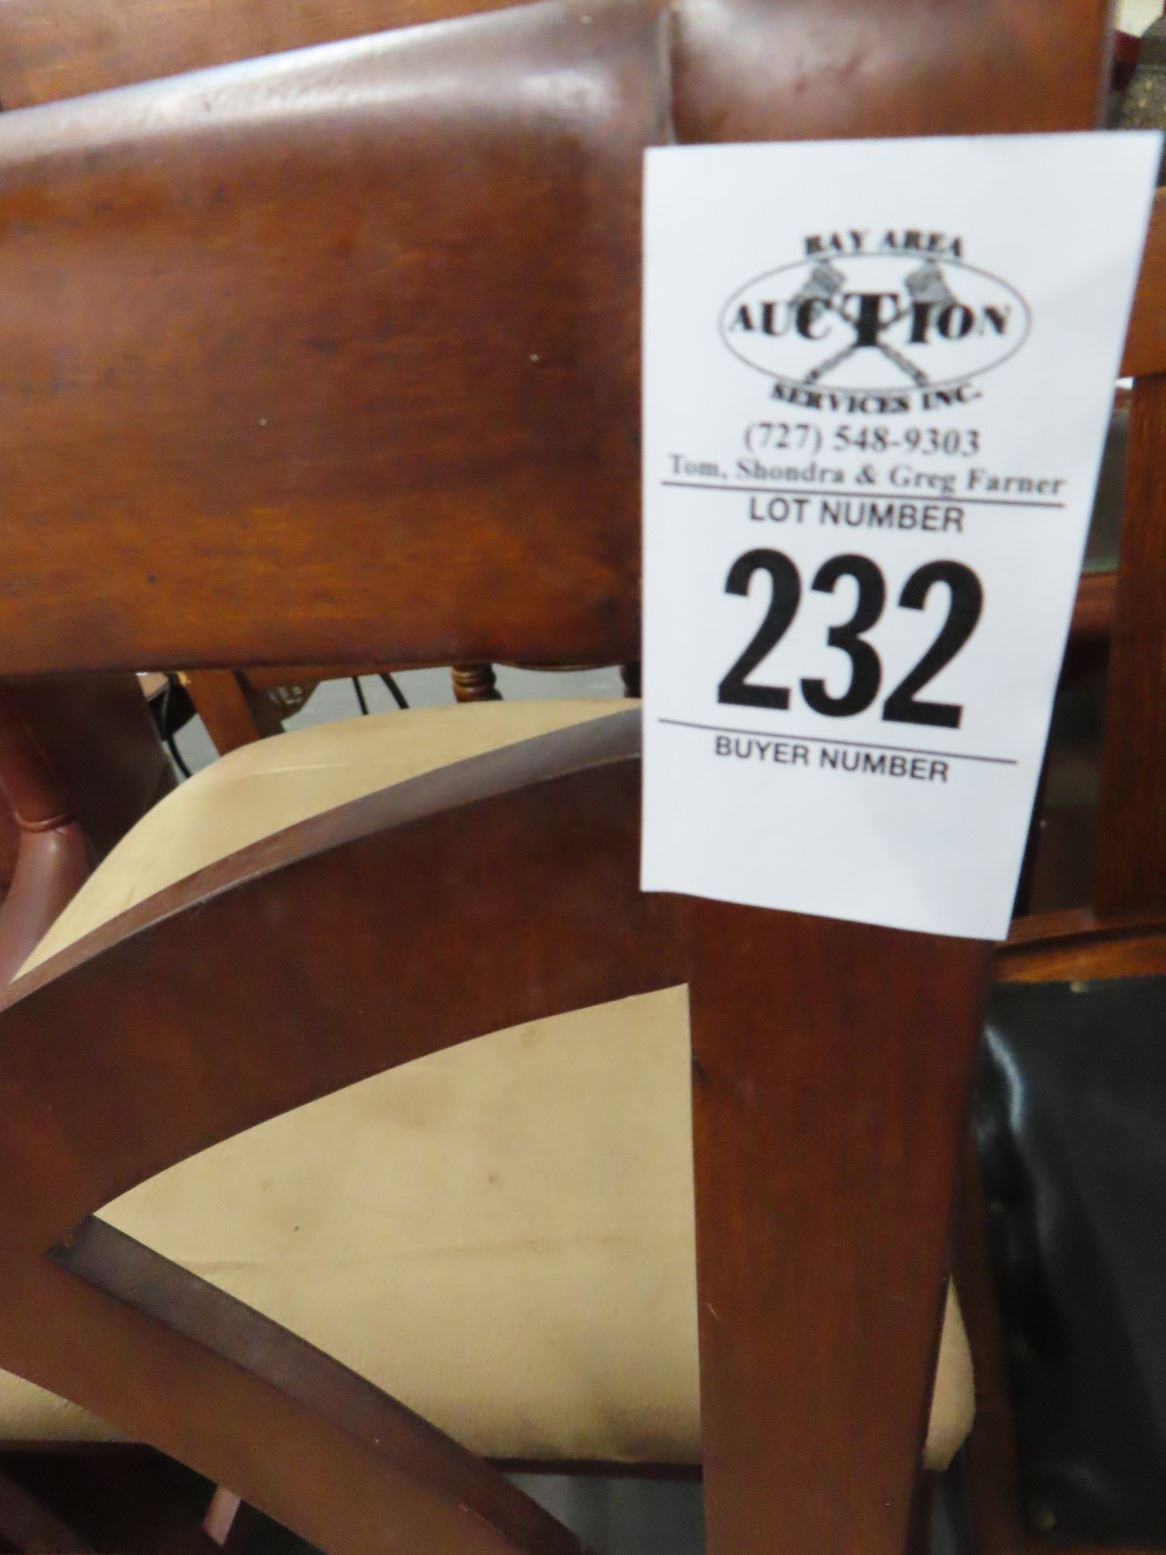 BAY AREA
AUCTION
SERVICES INC.
(727) 548-9303
Tom, Shondra & Greg Farner
LOT NUMBER
232
BUYER NUMBER